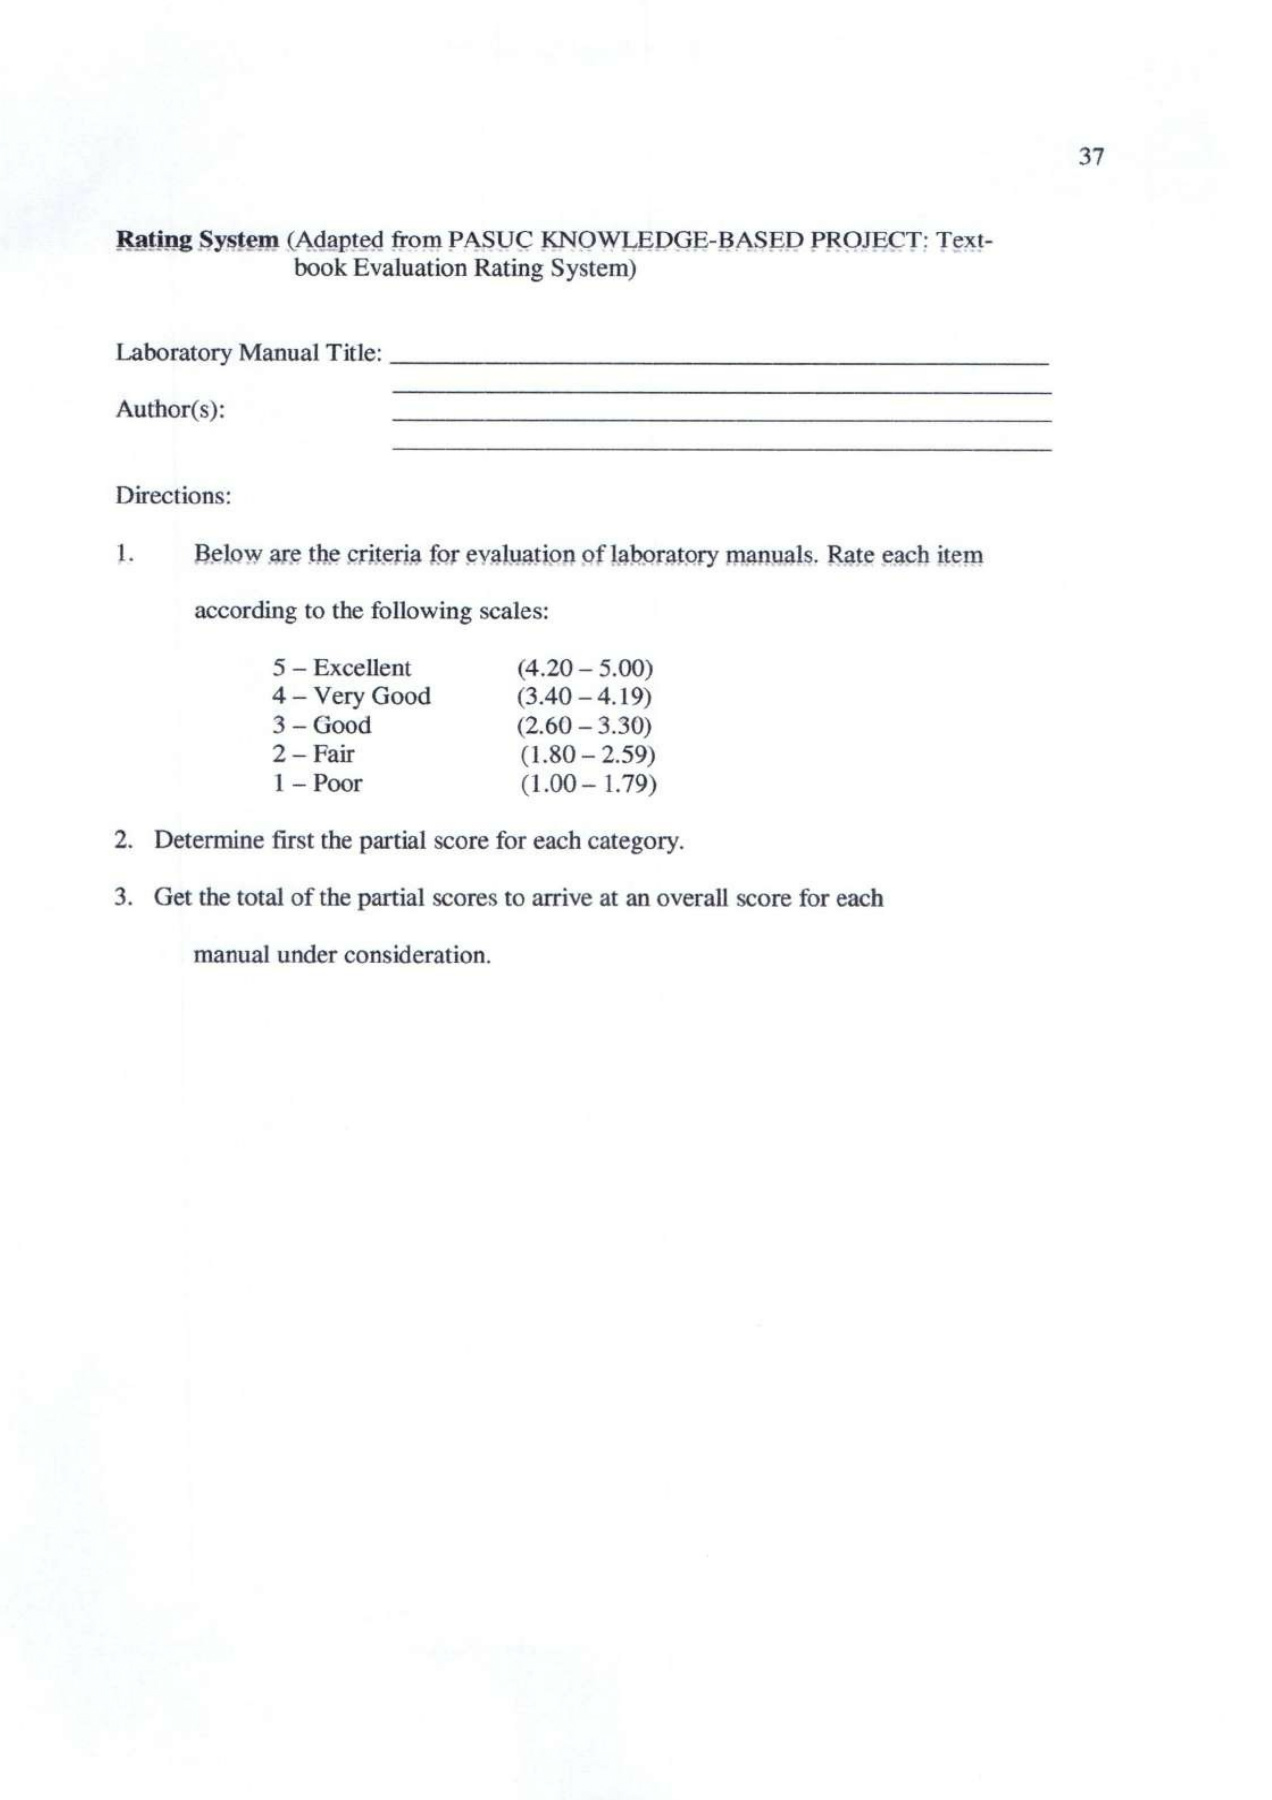 37
Rating System (Adapted from PASUC KNOWLEDGE-BASED PROJECT: Text-
book Evaluation Rating System)
Laboratory Manual Title:
Author(s):
Directions:
1. Below are the criteria for evaluation of laboratory manuals. Rate each item
according to the following scales:
5 – Excellent (4.20 – 5.00)
4 – Very Good (3.40 – 4.19)
3 – Good (2.60 – 3.30)
2 – Fair (1.80 – 2.59)
1 – Poor (1.00 – 1.79)
2. Determine first the partial score for each category.
3. Get the total of the partial scores to arrive at an overall score for each
manual under consideration.